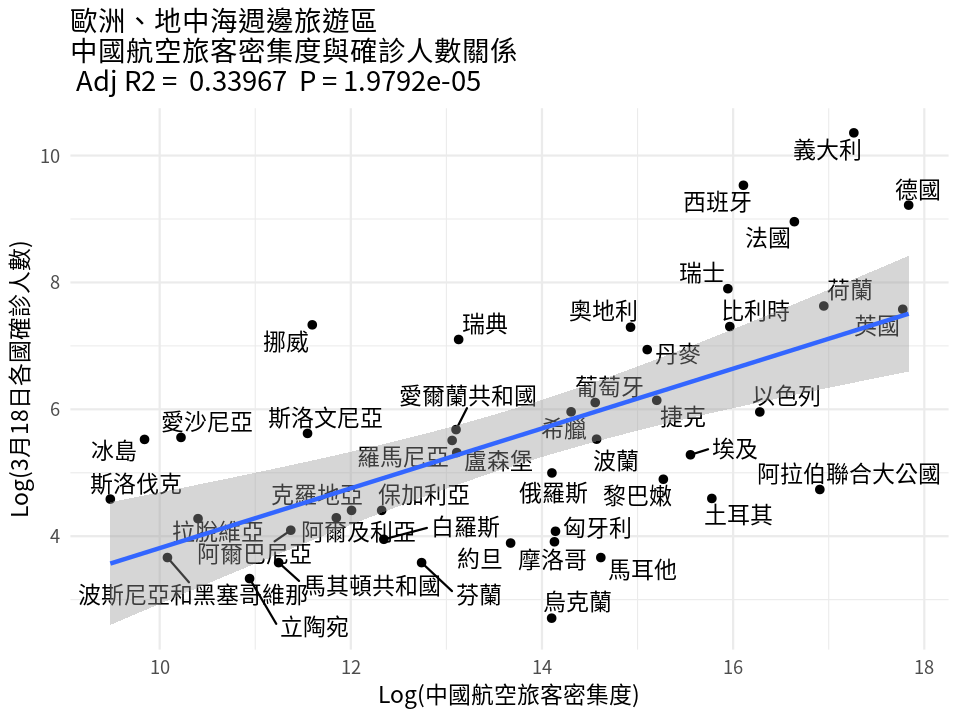 歐洲、地中海週邊旅遊區
中國航空旅客密集度與確診人數關係
Adj R2 = 0.33967 P = 1.9792e-05
Log(3月18日各國確診人數)
10
8
6
4
義大利
德國
西班牙
法國
瑞士
荷蘭
奧地利
比利時
英國
挪威
瑞典
丹麥
愛爾蘭共和國
葡萄牙
以色列
愛沙尼亞
斯洛文尼亞
希臘
捷克
冰島
羅馬尼亞
盧森堡
波蘭
埃及
斯洛伐克
克羅地亞
保加利亞
俄羅斯
黎巴嫩
阿拉伯聯合大公國
拉脫維亞
阿爾及利亞
白羅斯
匈牙利
土耳其
阿爾巴尼亞
約旦
摩洛哥
馬耳他
波斯尼亞和黑塞哥維那
馬其頓共和國
芬蘭
烏克蘭
立陶宛
10
12
14
16
18
Log(中國航空旅客密集度)